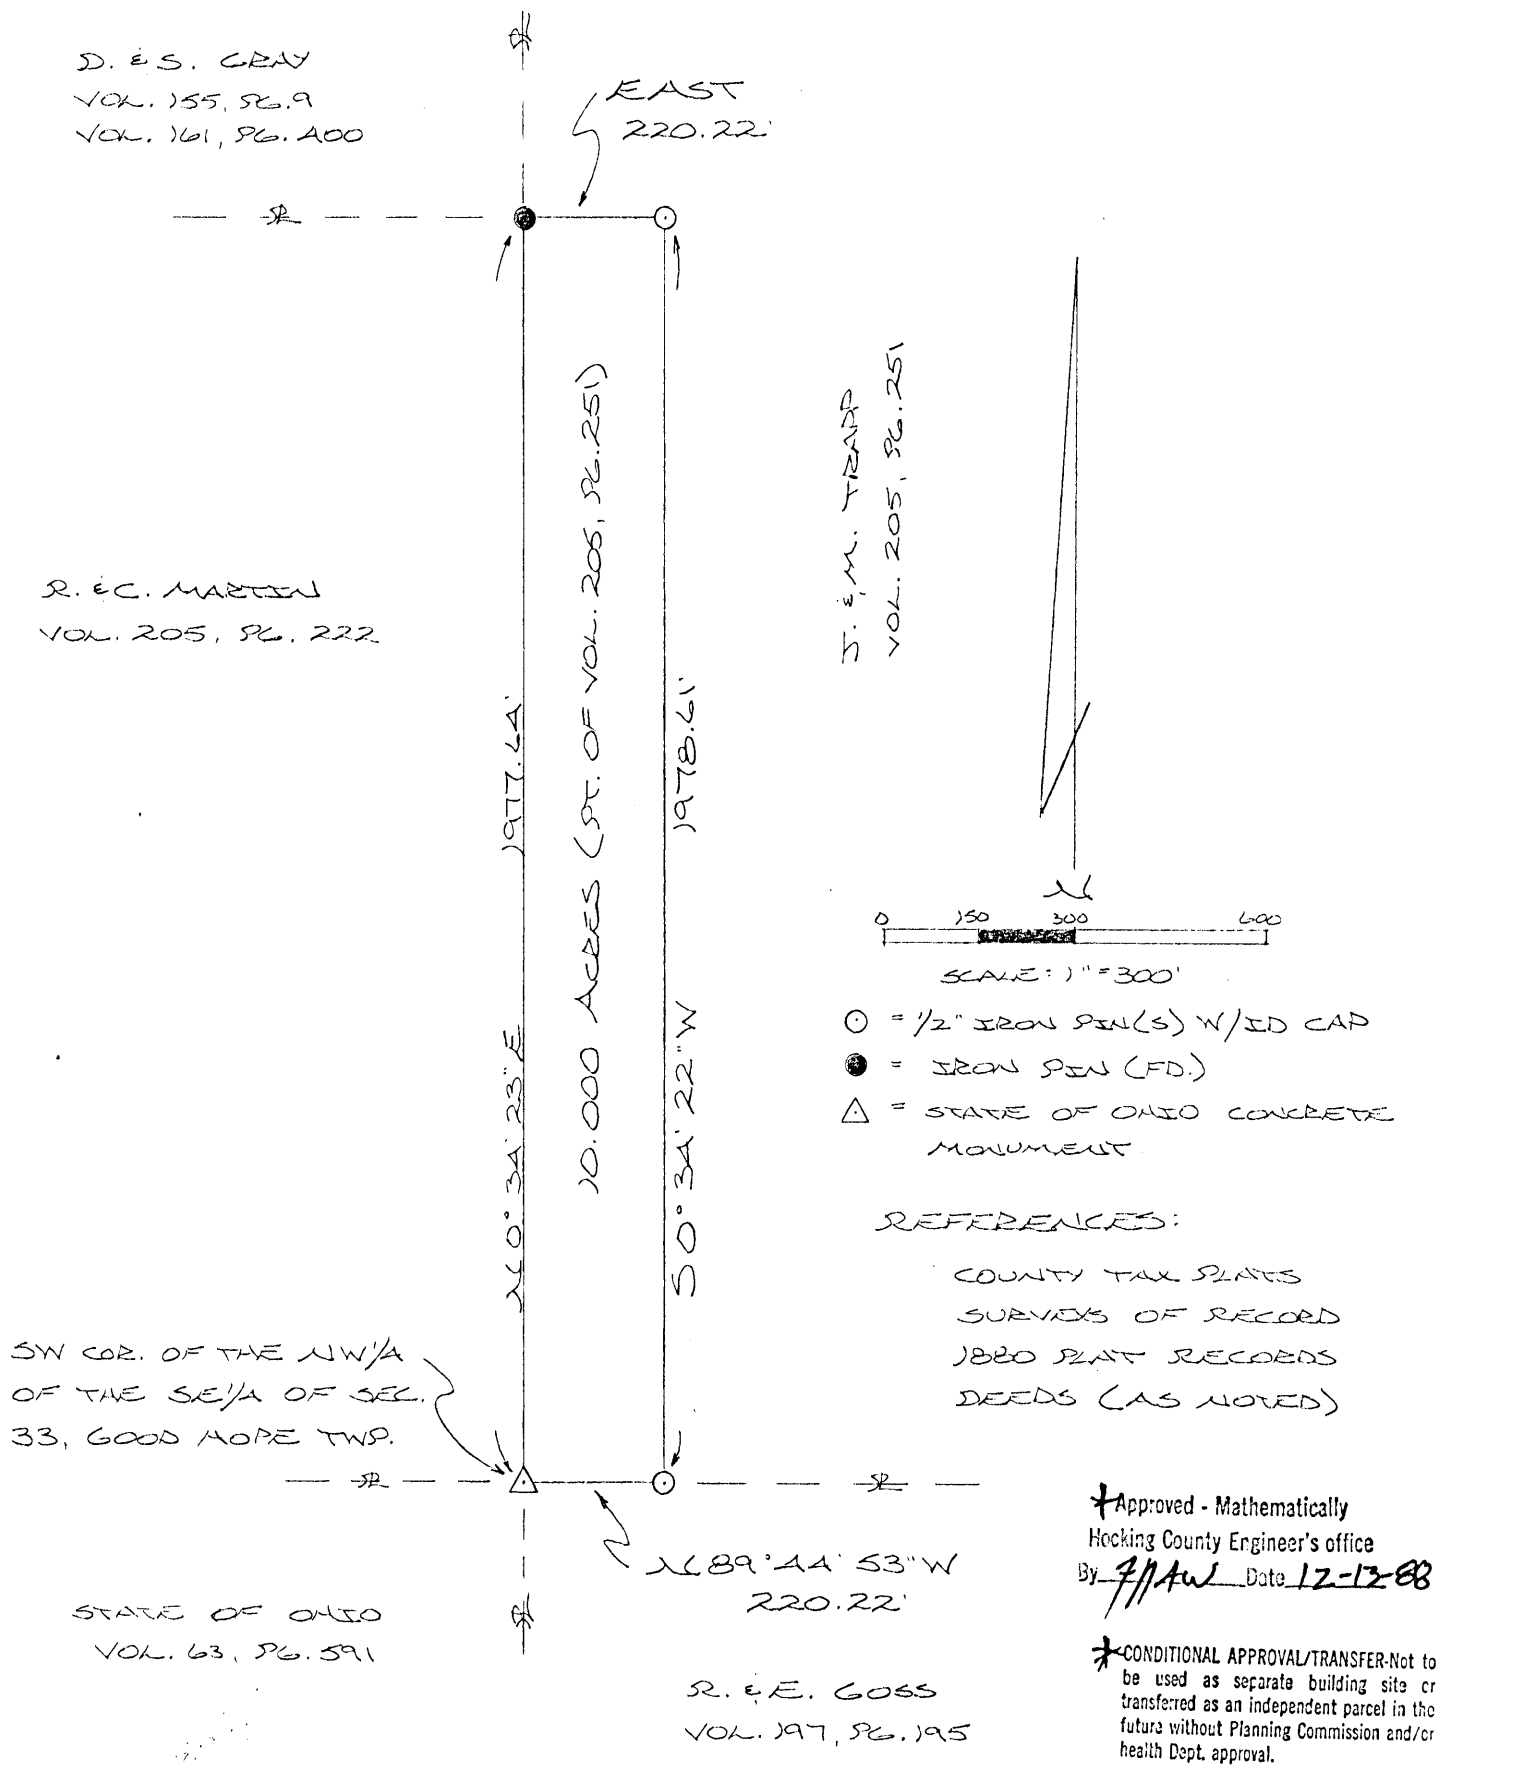 D. & S. GRAY
VOL. 155, PG. 9
VOL. 161, PG. 400
EAST
220.22'
R. & C. MARTIN
VOL. 205, PG. 222
N 0° 34' 23" E 1977.64'
10.000 ACRES (PT. OF VOL. 205, PG. 251)
S 0° 34' 22" W 1978.61'
J. & M. TRAPP
VOL. 205, PG. 251
N
0 150 300 600
SCALE: 1" = 300'
= 1/2" IRON PIN(S) W/ID CAP
= IRON PIN (FD.)
= STATE OF OHIO CONCRETE
MONUMENT
REFERENCES:
COUNTY TAX PLATS
SURVEYS OF RECORD
1880 PLAT RECORDS
DEEDS (AS NOTED)
SW COR. OF THE NW 1/4
OF THE SE 1/4 OF SEC.
33, GOOD HOPE TWP.
N 89° 44' 53" W
220.22'
STATE OF OHIO
VOL. 63, PG. 591
R. & E. GOSS
VOL. 197, PG. 195
*Approved - Mathematically
Hocking County Engineer's office
By Date 12-13-88
*CONDITIONAL APPROVAL/TRANSFER-Not to
be used as separate building site or
transferred as an independent parcel in the
future without Planning Commission and/or
health Dept. approval.